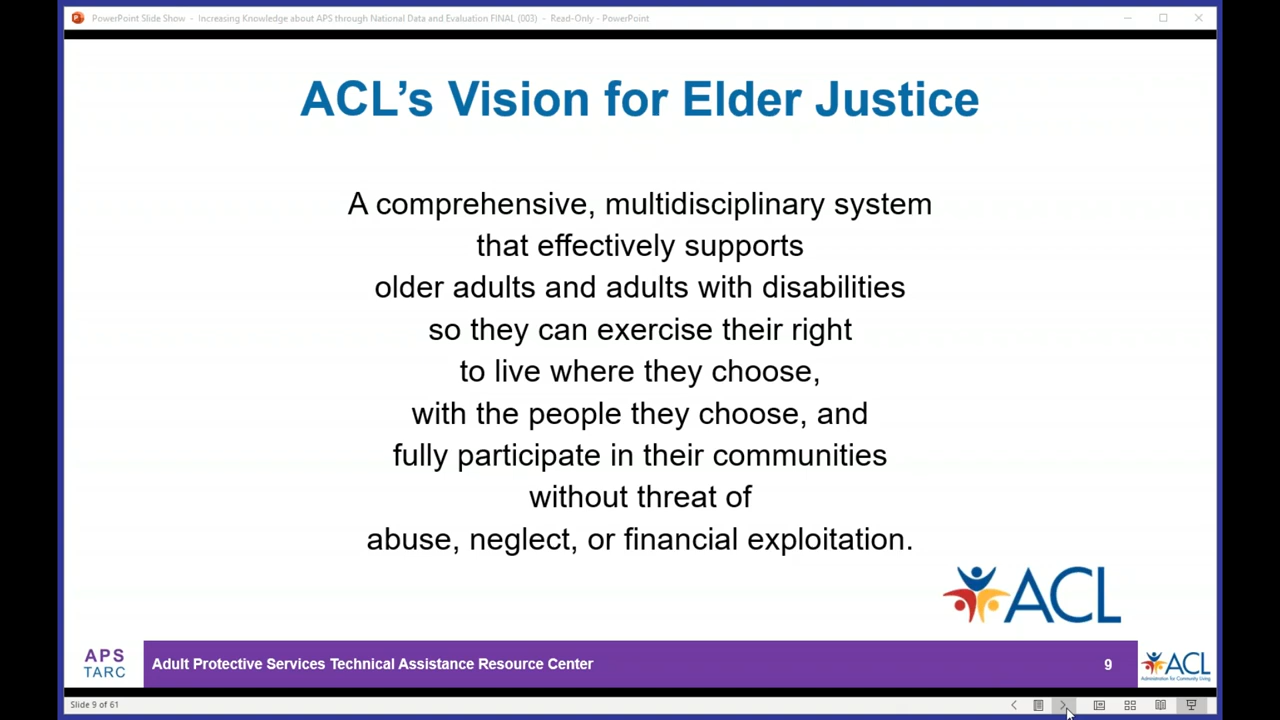 PowerPoint Slide Show - Increasing Knowledge about APS through National Data and Evaluation FINAL (003) - Read-Only - PowerPoint
ACL's Vision for Elder Justice
A comprehensive, multidisciplinary system
that effectively supports
older adults and adults with disabilities
so they can exercise their right
to live where they choose,
with the people they choose, and
fully participate in their communities
without threat of
abuse, neglect, or financial exploitation.
ACL
APS
TARC
Adult Protective Services Technical Assistance Resource Center
9
ACL
Administration for Community Living
Slide 9 of 61